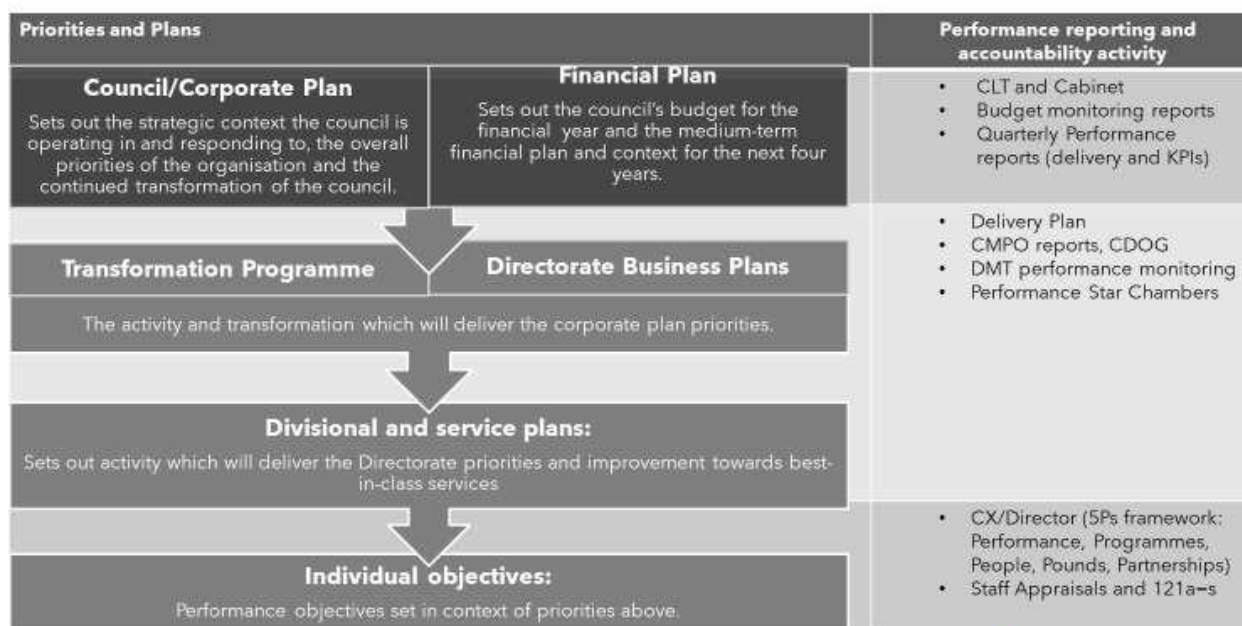 Priorities and Plans
Performance reporting and
accountability activity
Council/Corporate Plan
Sets out the strategic context the council is
operating in and responding to, the overall
priorities of the organisation and the
continued transformation of the council.
Financial Plan
Sets out the council's budget for the
financial year and the medium-term
financial plan and context for the next four
years.
• CLT and Cabinet
• Budget monitoring reports
• Quarterly Performance
reports (delivery and KPIs)
Transformation Programme
Directorate Business Plans
The activity and transformation which will deliver the corporate plan priorities.
• Delivery Plan
• CMPO reports, CDOG
• DMT performance monitoring
• Performance Star Chambers
Divisional and service plans:
Sets out activity which will deliver the Directorate priorities and improvement towards best-
in-class services
Individual objectives:
Performance objectives set in context of priorities above.
• CX/Director (5Ps framework:
Performance, Programmes,
People, Pounds, Partnerships)
• Staff Appraisals and 121a=s